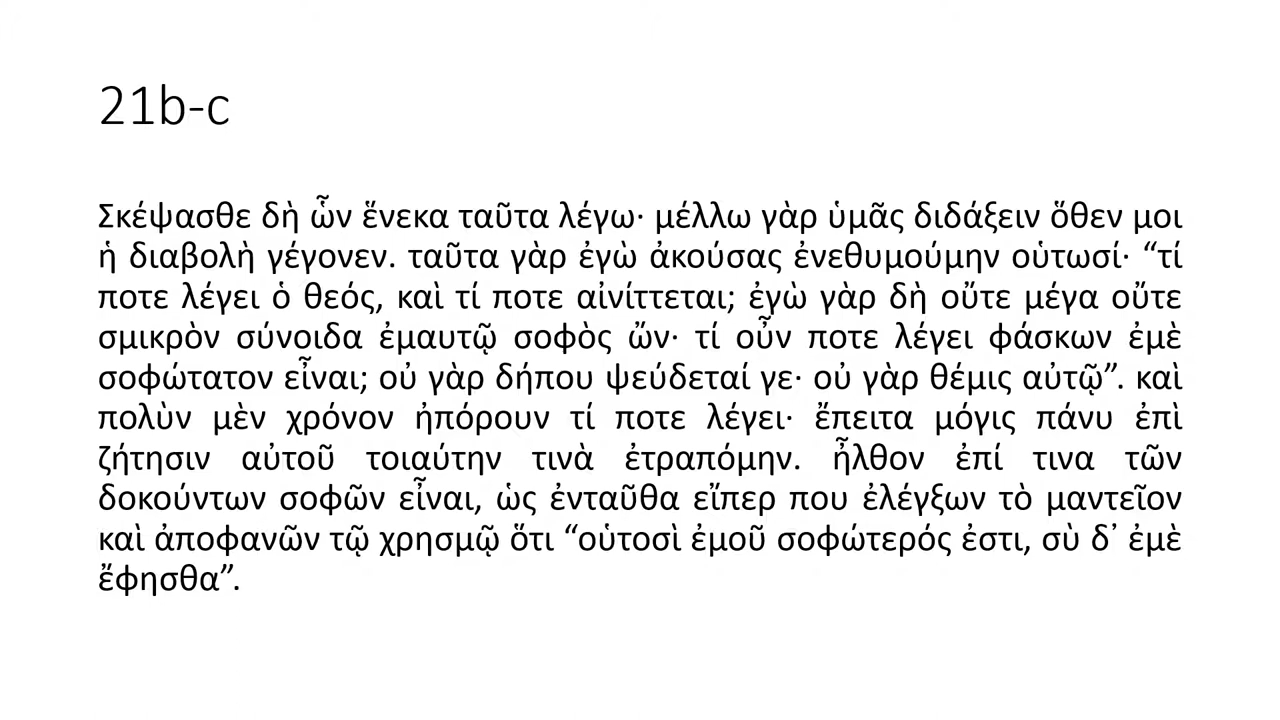 21b-c
Σκέψασθε δὴ ὧν ἕνεκα ταῦτα λέγω· μέλλω γὰρ ὑμᾶς διδάξειν ὅθεν μοι
ἡ διαβολὴ γέγονεν. ταῦτα γὰρ ἐγὼ ἀκούσας ἐνεθυμούμην οὑτωσί· “τί
ποτε λέγει ὁ θεός, καὶ τί ποτε αἰνίττεται; ἐγὼ γὰρ δὴ οὔτε μέγα οὔτε
σμικρὸν σύνοιδα ἐμαυτῷ σοφὸς ὤν· τί οὖν ποτε λέγει φάσκων ἐμὲ
σοφώτατον εἶναι; οὐ γὰρ δήπου ψεύδεταί γε· οὐ γὰρ θέμις αὐτῷ”. καὶ
πολὺν μὲν χρόνον ἠπόρουν τί ποτε λέγει· ἔπειτα μόγις πάνυ ἐπὶ
ζήτησιν αὐτοῦ τοιαύτην τινὰ ἐτραπόμην. ἦλθον ἐπί τινα τῶν
δοκούντων σοφῶν εἶναι, ὡς ἐνταῦθα εἴπερ που ἐλέγξων τὸ μαντεῖον
καὶ ἀποφανῶν τῷ χρησμῷ ὅτι “οὑτοσὶ ἐμοῦ σοφώτερός ἐστι, σὺ δ᾽ ἐμὲ
ἔφησθα”.